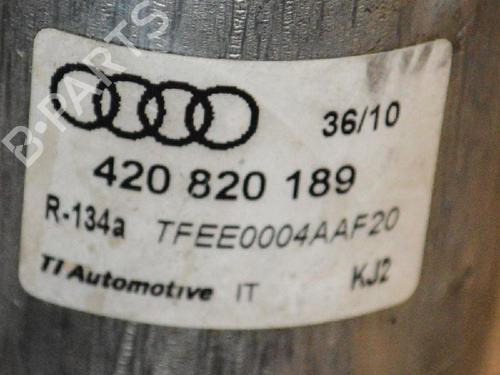 B-PARTS
36/10
420 820 189
R-134a TFEE0004AAF20
TI Automotive IT KJ2